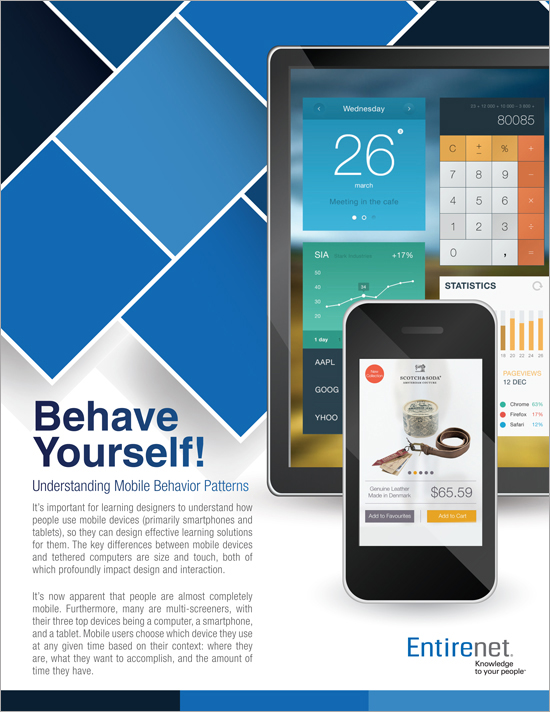 Wednesday
26
march
Meeting in the cafe
80085
C + - % +
7 8 9 -
4 5 6 ×
1 2 3 ÷
0 , =
SIA +17%
50
40
30
20
34
1 day
AAPL
GOOG
YHOO
STATISTICS
18 20 22 24 26 28
PAGEVIEWS
12 DEC
Chrome 63%
Firefox 17%
Safari 12%
New
Collection
SCOTCH&SODA
AMSTERDAM COUTURE
Genuine Leather
Made in Denmark
$65.59
Add to Favourites
Add to Cart
Behave
Yourself!
Understanding Mobile Behavior Patterns
It's important for learning designers to understand how
people use mobile devices (primarily smartphones and
tablets), so they can design effective learning solutions
for them. The key differences between mobile devices
and tethered computers are size and touch, both of
which profoundly impact design and interaction.
It's now apparent that people are almost completely
mobile. Furthermore, many are multi-screeners, with
their three top devices being a computer, a smartphone,
and a tablet. Mobile users choose which device they use
at any given time based on their context: where they
are, what they want to accomplish, and the amount of
time they have.
Entirenet.
Knowledge
to your people